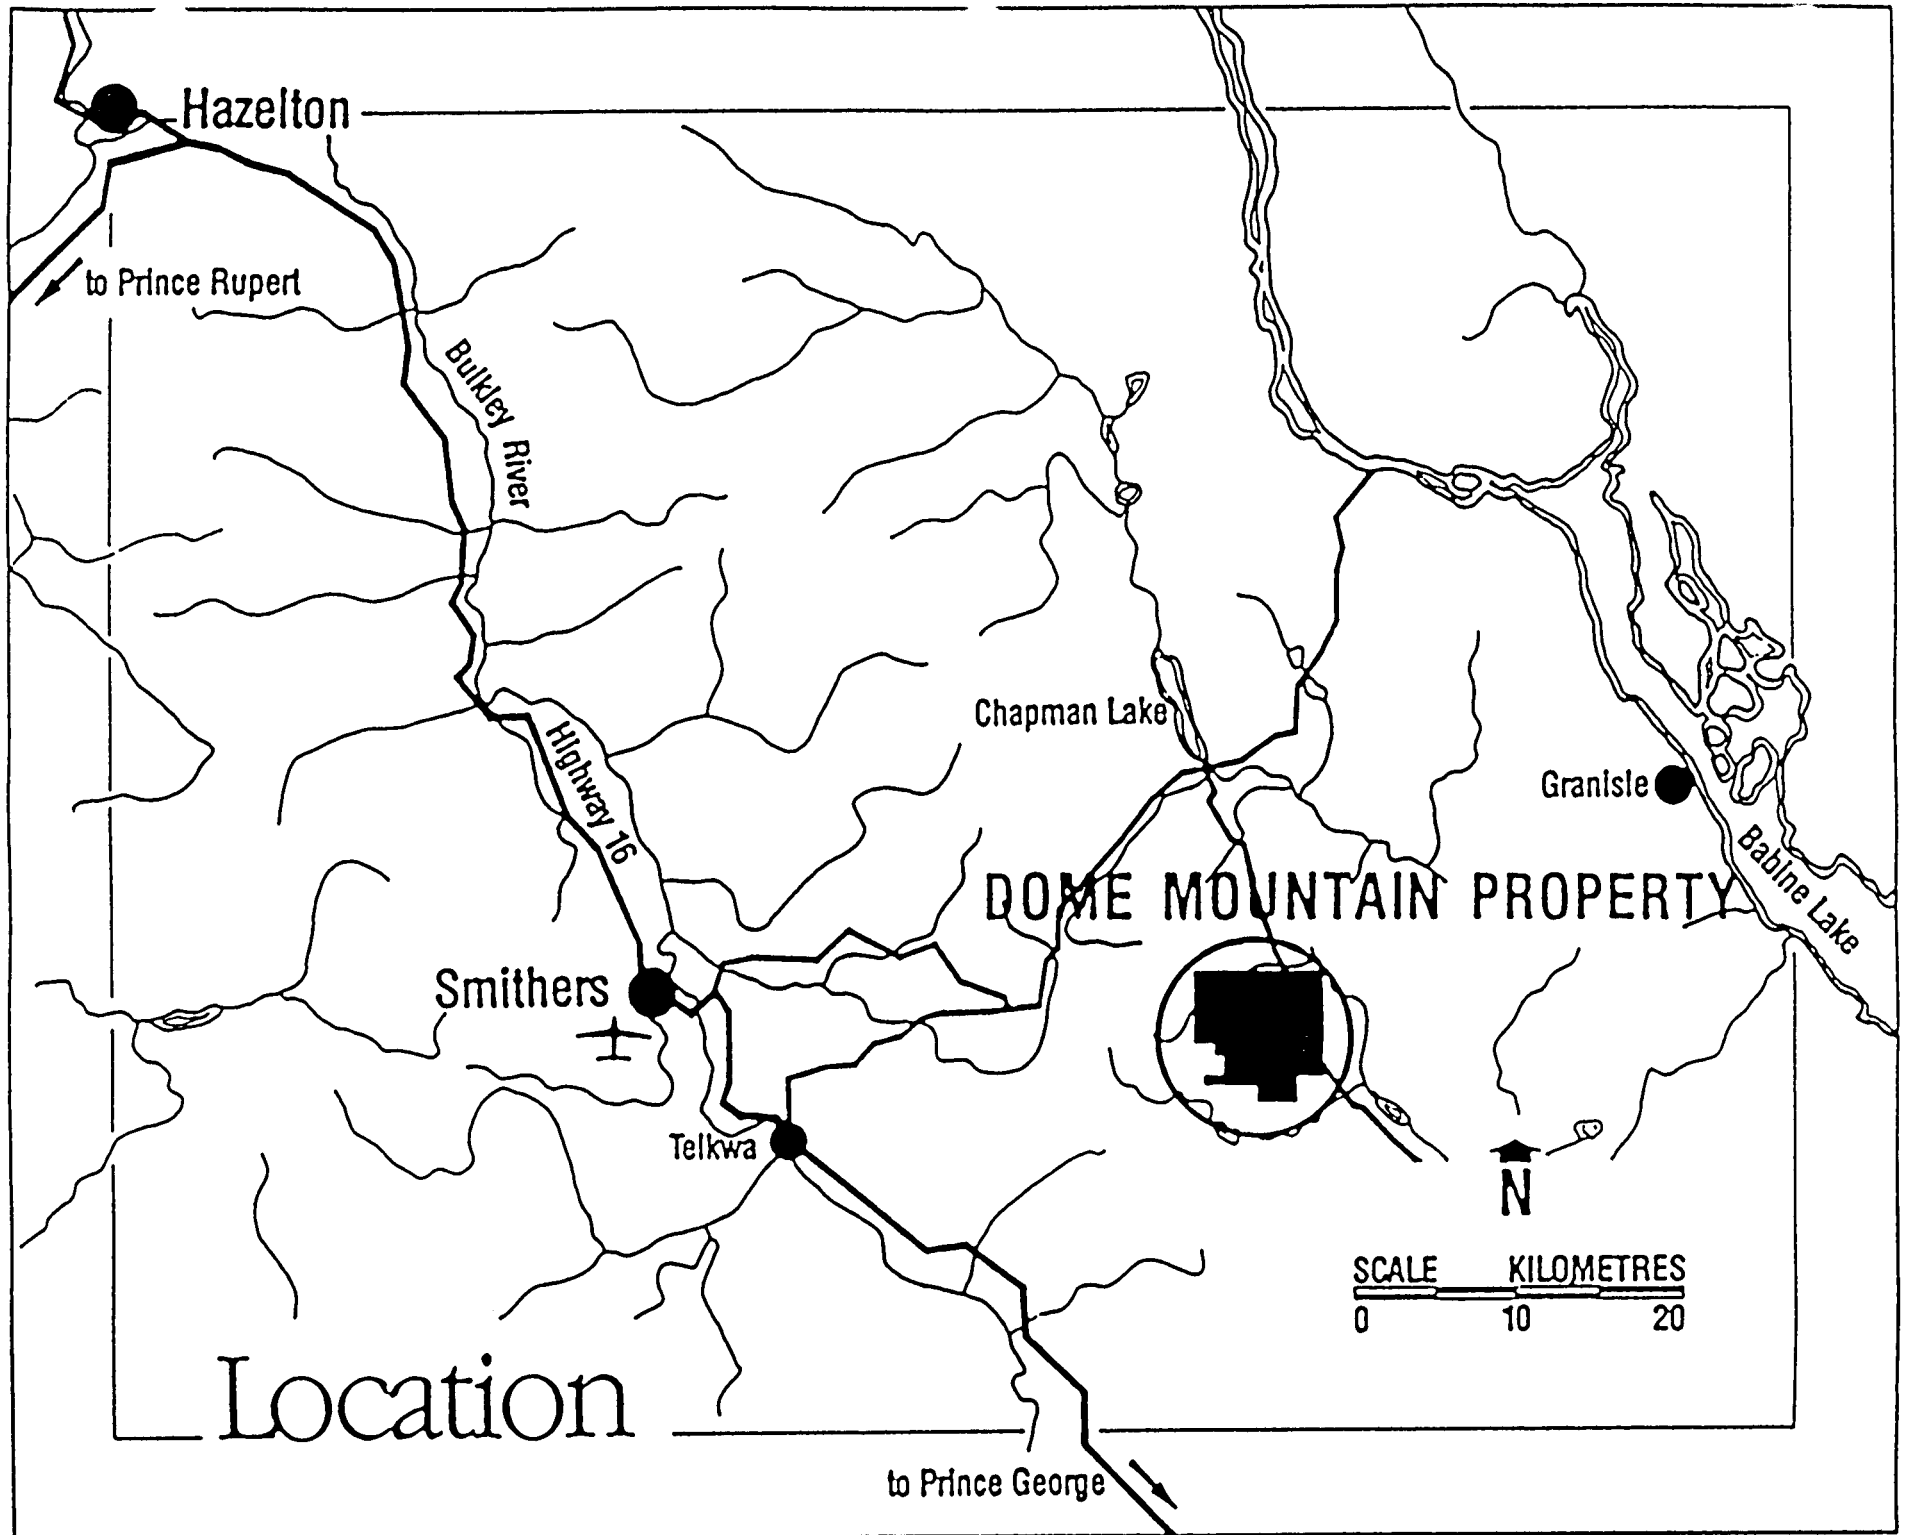 Hazelton
to Prince Rupert
Bulkley River
Chapman Lake
Highway 16
Granisle
DOME MOUNTAIN PROPERTY
Babine Lake
Smithers
Telkwa
N
SCALE KILOMETRES
0 10 20
Location
to Prince George